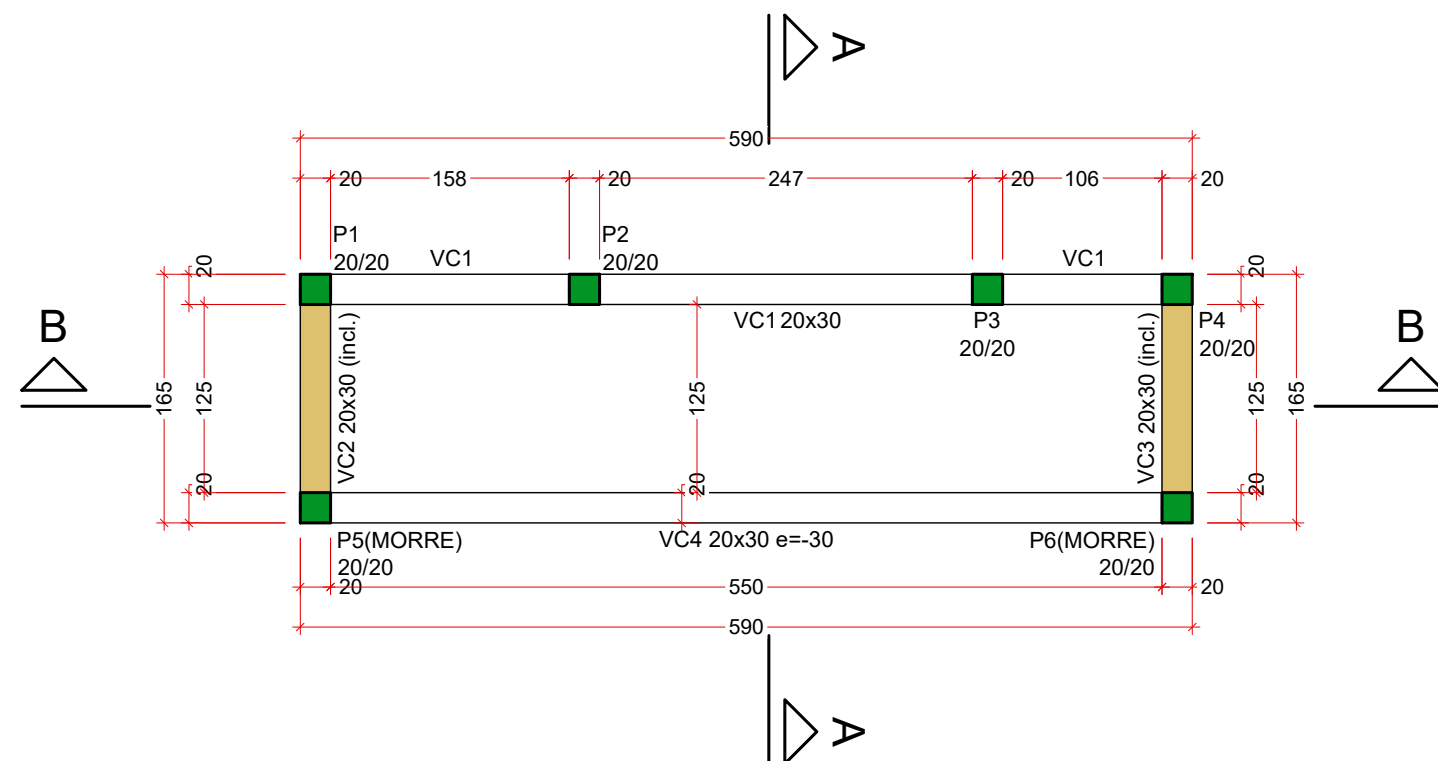 A
590
20 158 20 247 20 106 20
P1
20/20
VC1
P2
20/20
VC1
20
20
VC1 20x30
P3
20/20
P4
20/20
B
B
165
125
VC2 20x30 (incl.)
125
VC3 20x30 (incl.)
125
165
20
20
20
P5(MORRE)
20/20
VC4 20x30 e=-30
P6(MORRE)
20/20
20 550 20
590
A